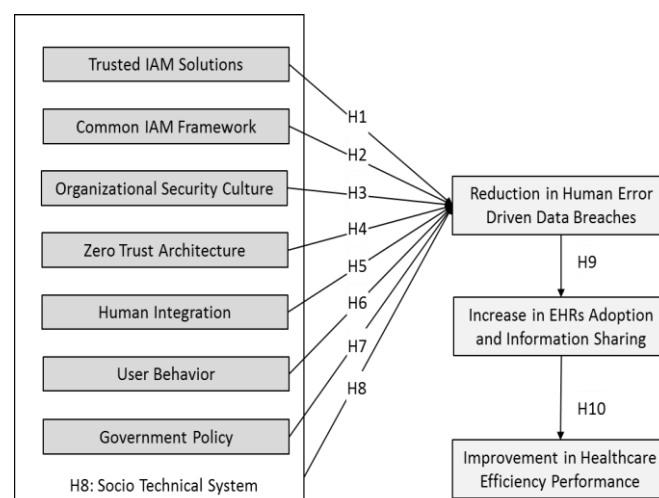 Trusted IAM Solutions
Common IAM Framework
Organizational Security Culture
Zero Trust Architecture
Human Integration
User Behavior
Government Policy
H8: Socio Technical System
H1
H2
H3
H4
H5
H6
H7
H8
Reduction in Human Error
Driven Data Breaches
H9
Increase in EHRs Adoption
and Information Sharing
H10
Improvement in Healthcare
Efficiency Performance